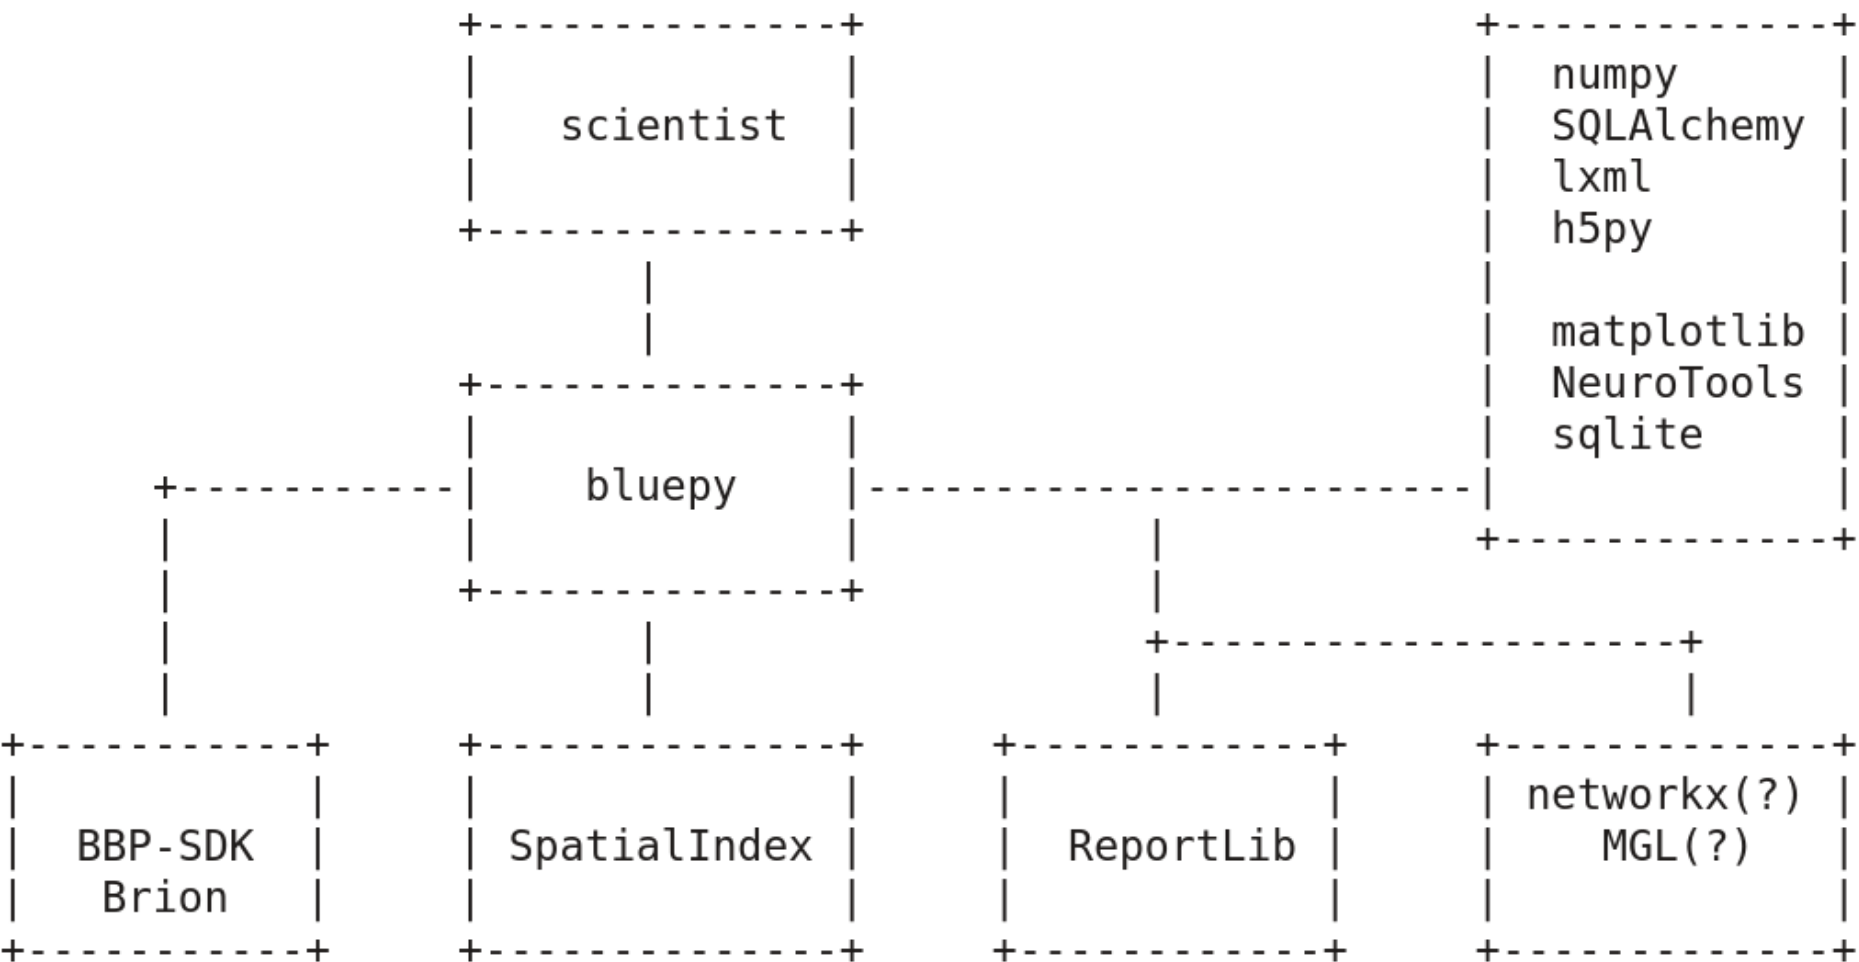 scientist
numpy
SQLAlchemy
lxml
h5py
matplotlib
NeuroTools
sqlite
bluepy
BBP-SDK
Brion
SpatialIndex
ReportLib
networkx(?)
MGL(?)